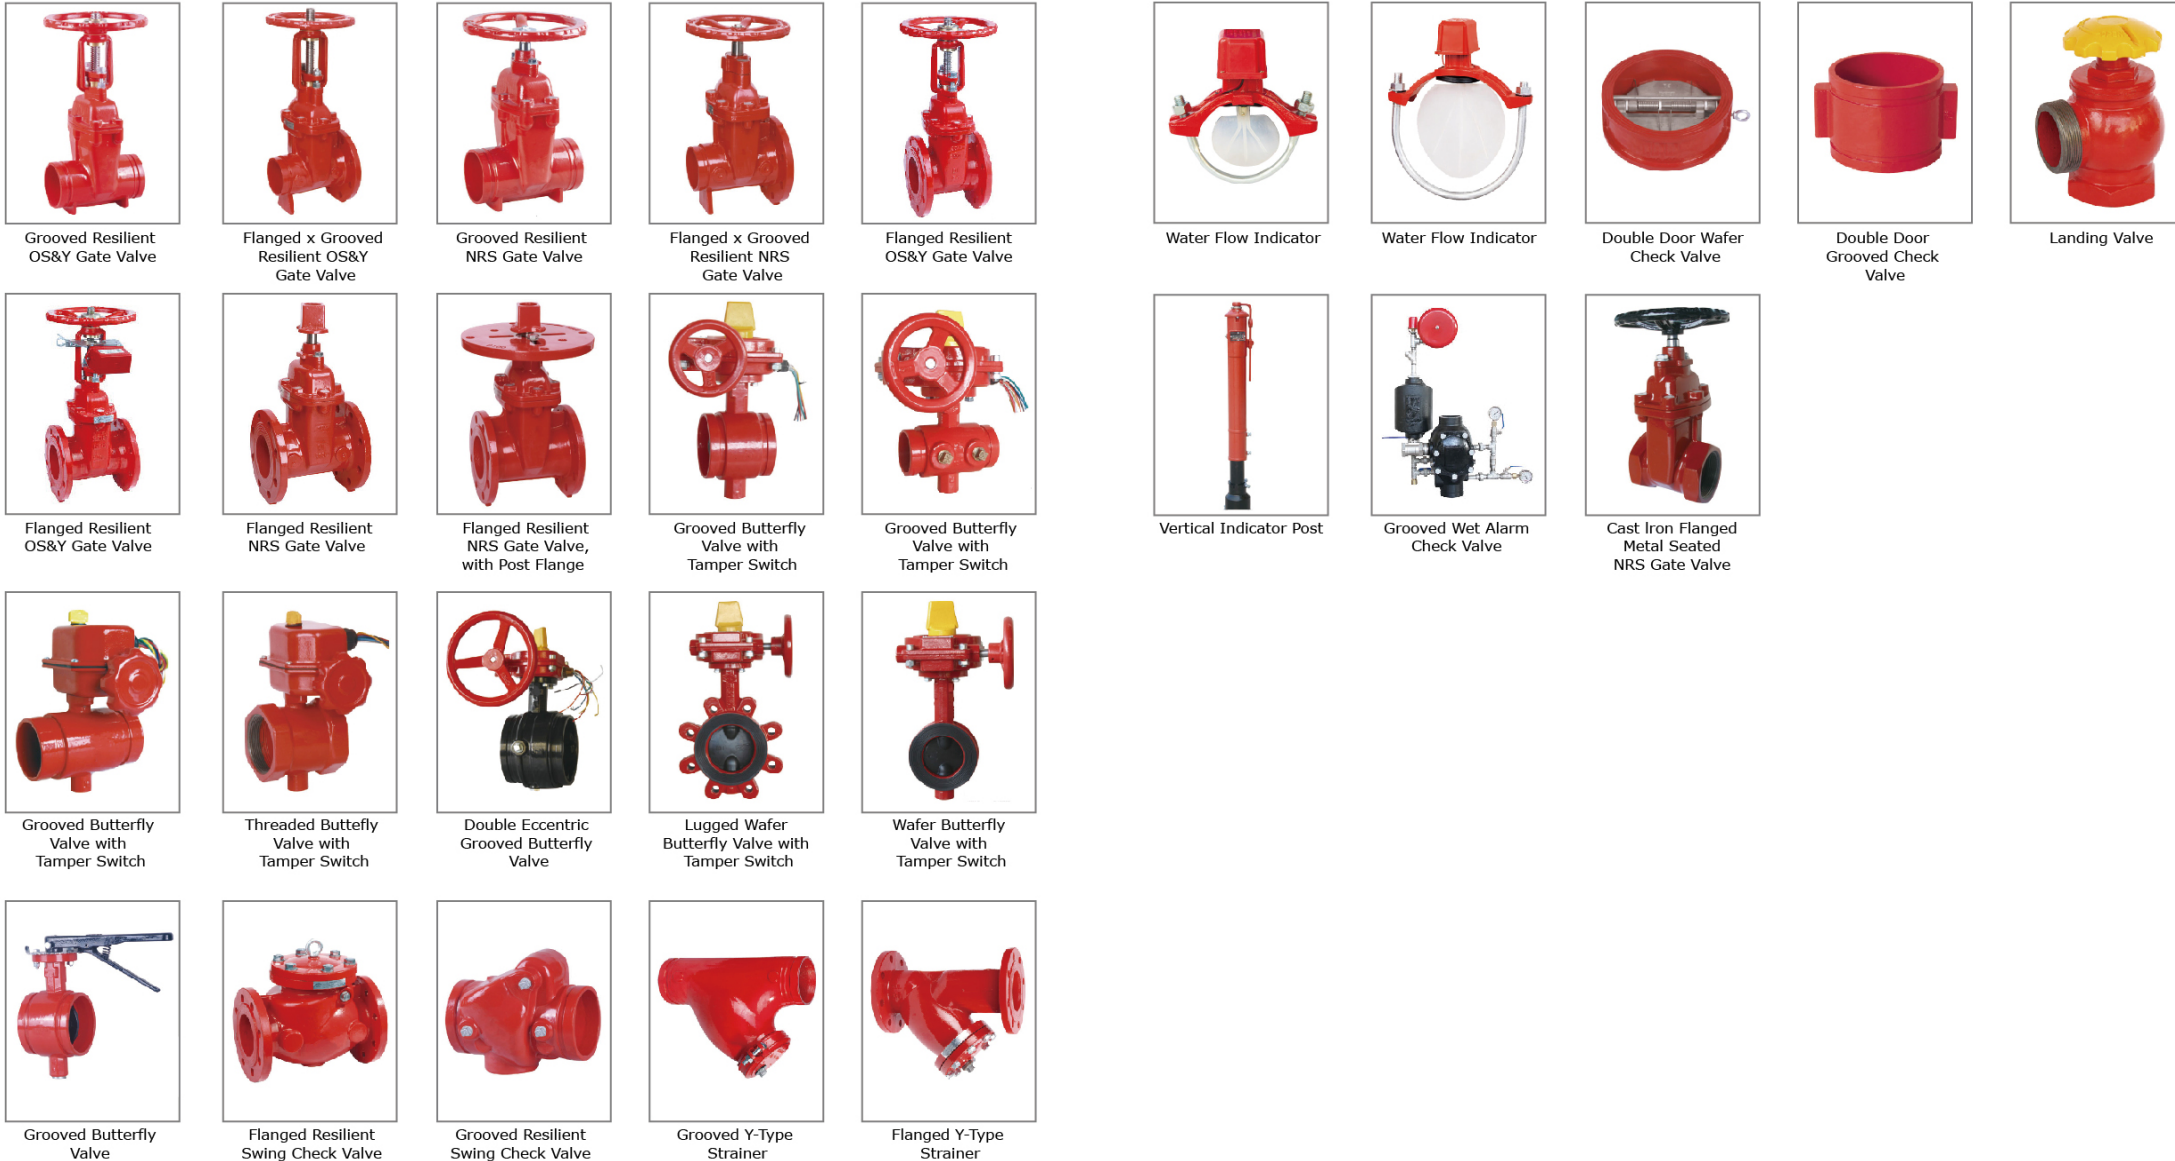 Grooved Resilient
OS&Y Gate Valve
Flanged x Grooved
Resilient OS&Y
Gate Valve
Grooved Resilient
NRS Gate Valve
Flanged x Grooved
Resilient NRS
Gate Valve
Flanged Resilient
OS&Y Gate Valve
Flanged Resilient
OS&Y Gate Valve
Flanged Resilient
NRS Gate Valve
Flanged Resilient
NRS Gate Valve,
with Post Flange
Grooved Butterfly
Valve with
Tamper Switch
Grooved Butterfly
Valve with
Tamper Switch
Grooved Butterfly
Valve with
Tamper Switch
Threaded Buttefly
Valve with
Tamper Switch
Double Eccentric
Grooved Butterfly
Valve
Lugged Wafer
Butterfly Valve with
Tamper Switch
Wafer Butterfly
Valve with
Tamper Switch
Grooved Butterfly
Valve
Flanged Resilient
Swing Check Valve
Grooved Resilient
Swing Check Valve
Grooved Y-Type
Strainer
Flanged Y-Type
Strainer
Water Flow Indicator
Water Flow Indicator
Double Door Wafer
Check Valve
Double Door
Grooved Check
Valve
Landing Valve
Vertical Indicator Post
Grooved Wet Alarm
Check Valve
Cast lron Flanged
Metal Seated
NRS Gate Valve